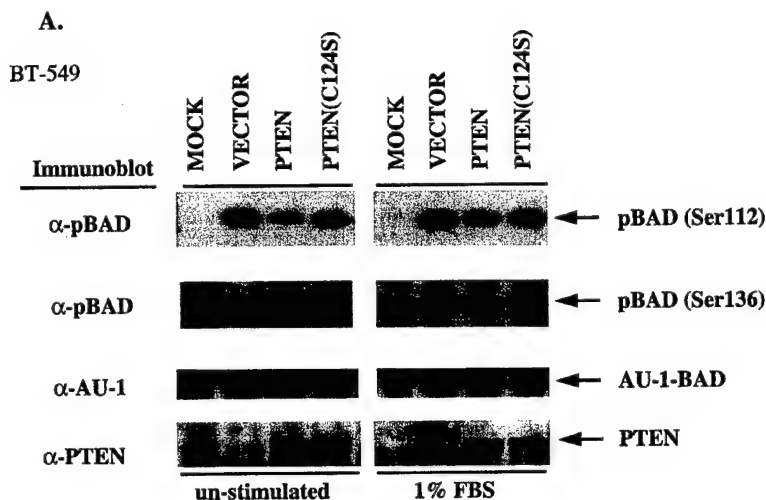 A.
BT-549
MOCK
VECTOR
PTEN
PTEN(C124S)
MOCK
VECTOR
PTEN
PTEN(C124S)
Immunoblot
α-pBAD
pBAD (Ser112)
α-pBAD
pBAD (Ser136)
α-AU-1
AU-1-BAD
α-PTEN
PTEN
un-stimulated
1% FBS